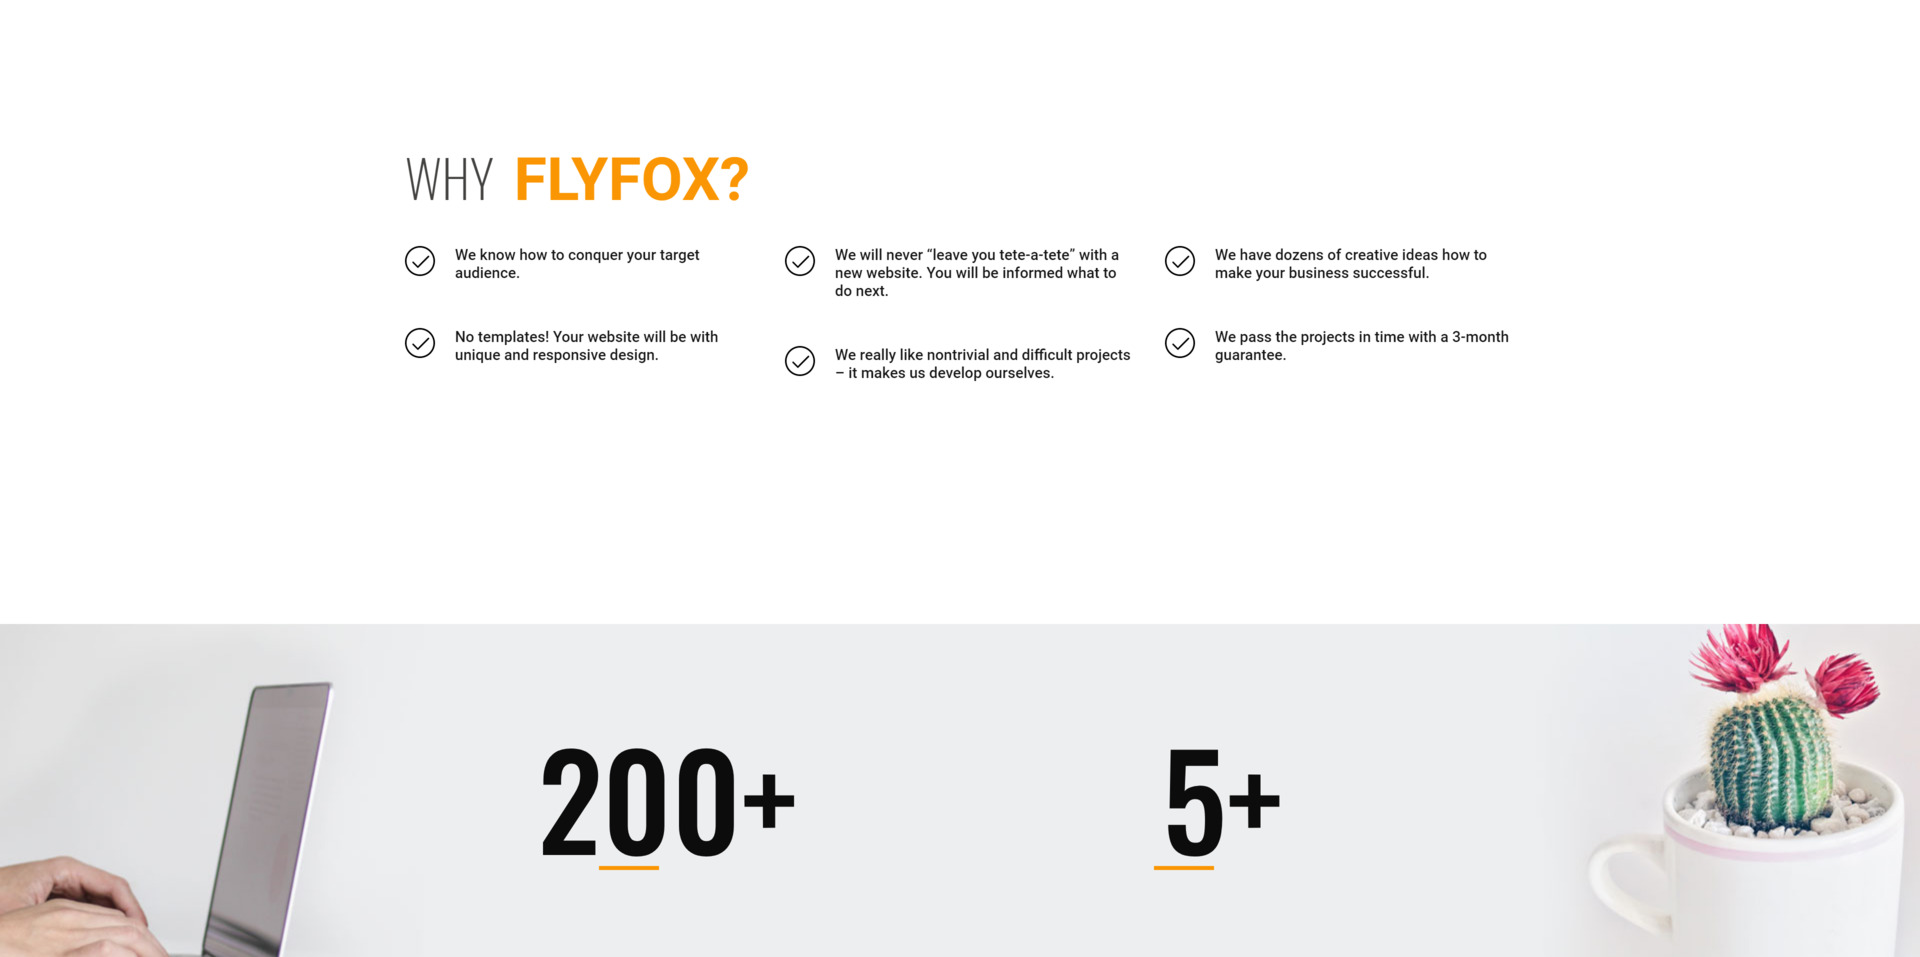 WHY FLYFOX?
We know how to conquer your target
audience.
No templates! Your website will be with
unique and responsive design.
We will never “leave you tete-a-tete” with a
new website. You will be informed what to
do next.
We really like nontrivial and difficult projects
– it makes us develop ourselves.
We have dozens of creative ideas how to
make your business successful.
We pass the projects in time with a 3-month
guarantee.
200+
5+